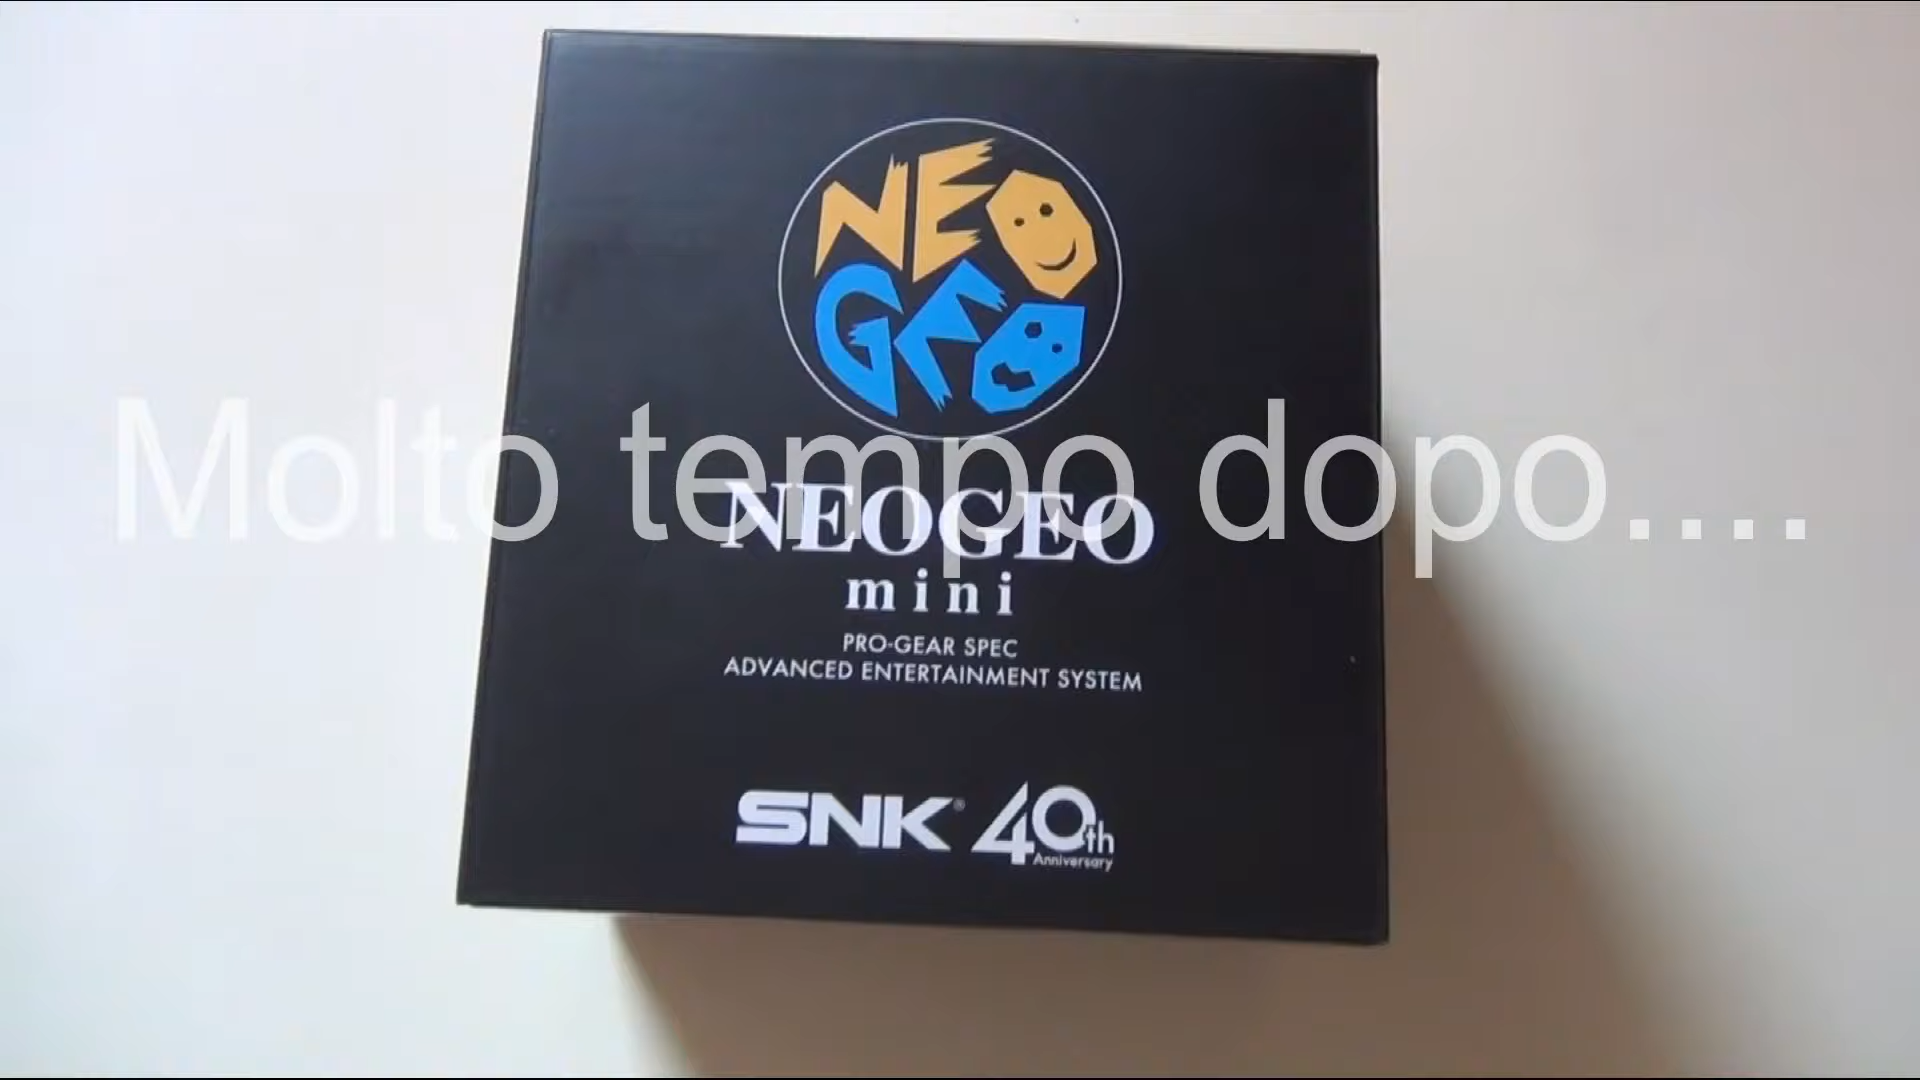 NEO
GEO
Molto tempo dopo....
NEOGEO
mini
PRO-GEAR SPEC
ADVANCED ENTERTAINMENT SYSTEM
SNK® 40th
Anniversary